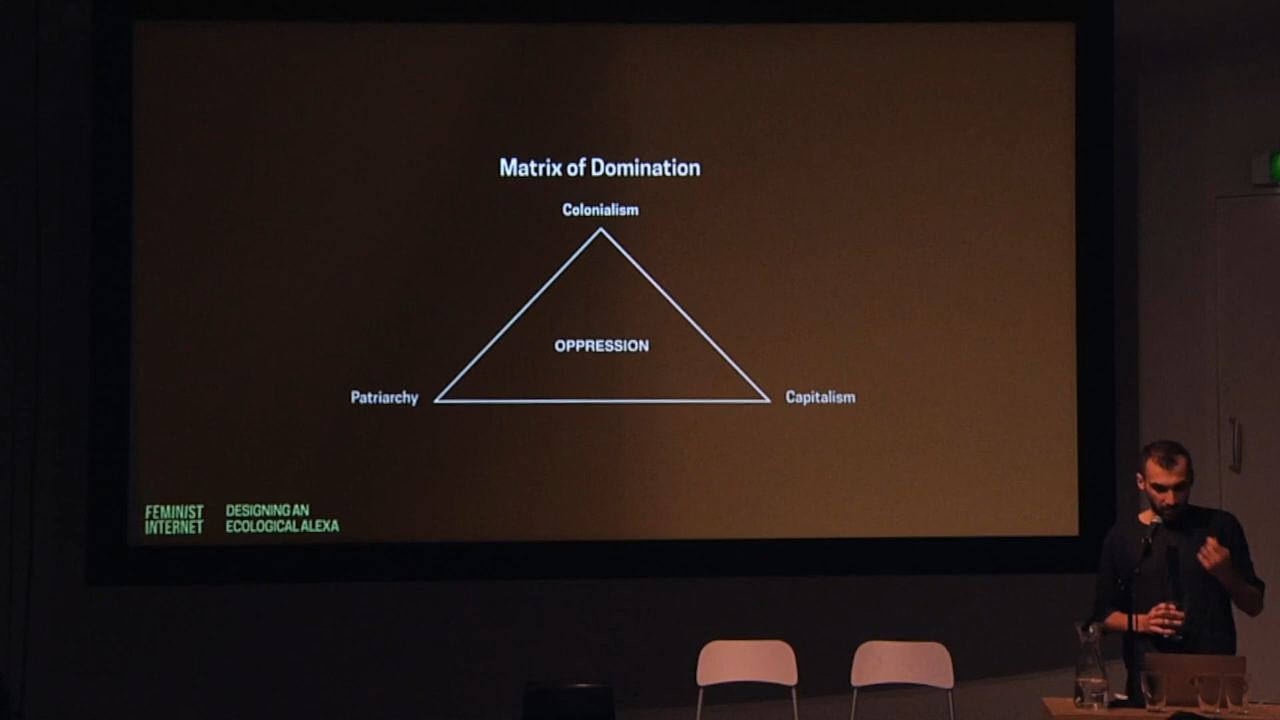 Matrix of Domination
Colonialism
OPPRESSION
Patriarchy
Capitalism
FEMINIST
INTERNET
DESIGNING AN
ECOLOGICAL ALEXA